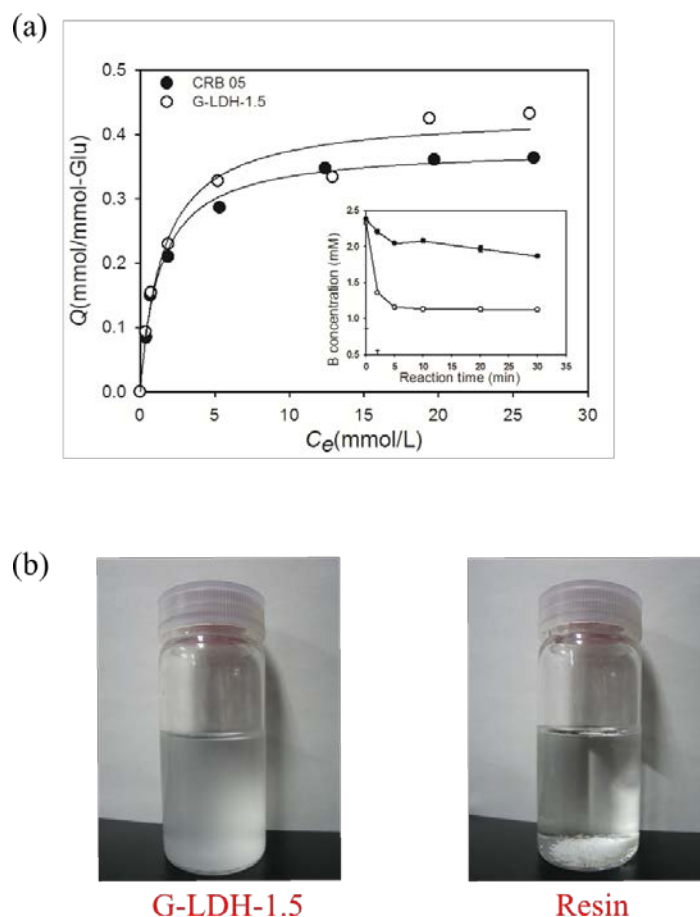 (a)
0.5
0.4
0.3
0.2
0.1
0.0
Q(mmol/mmol-Glu)
CRB 05
G-LDH-1.5
2.5
2.0
1.5
1.0
0.5
B concentration (mM)
0 5 10 15 20 25 30 35
Reaction time (min)
0 5 10 15 20 25 30
Ce(mmol/L)
(b)
G-LDH-1.5
Resin